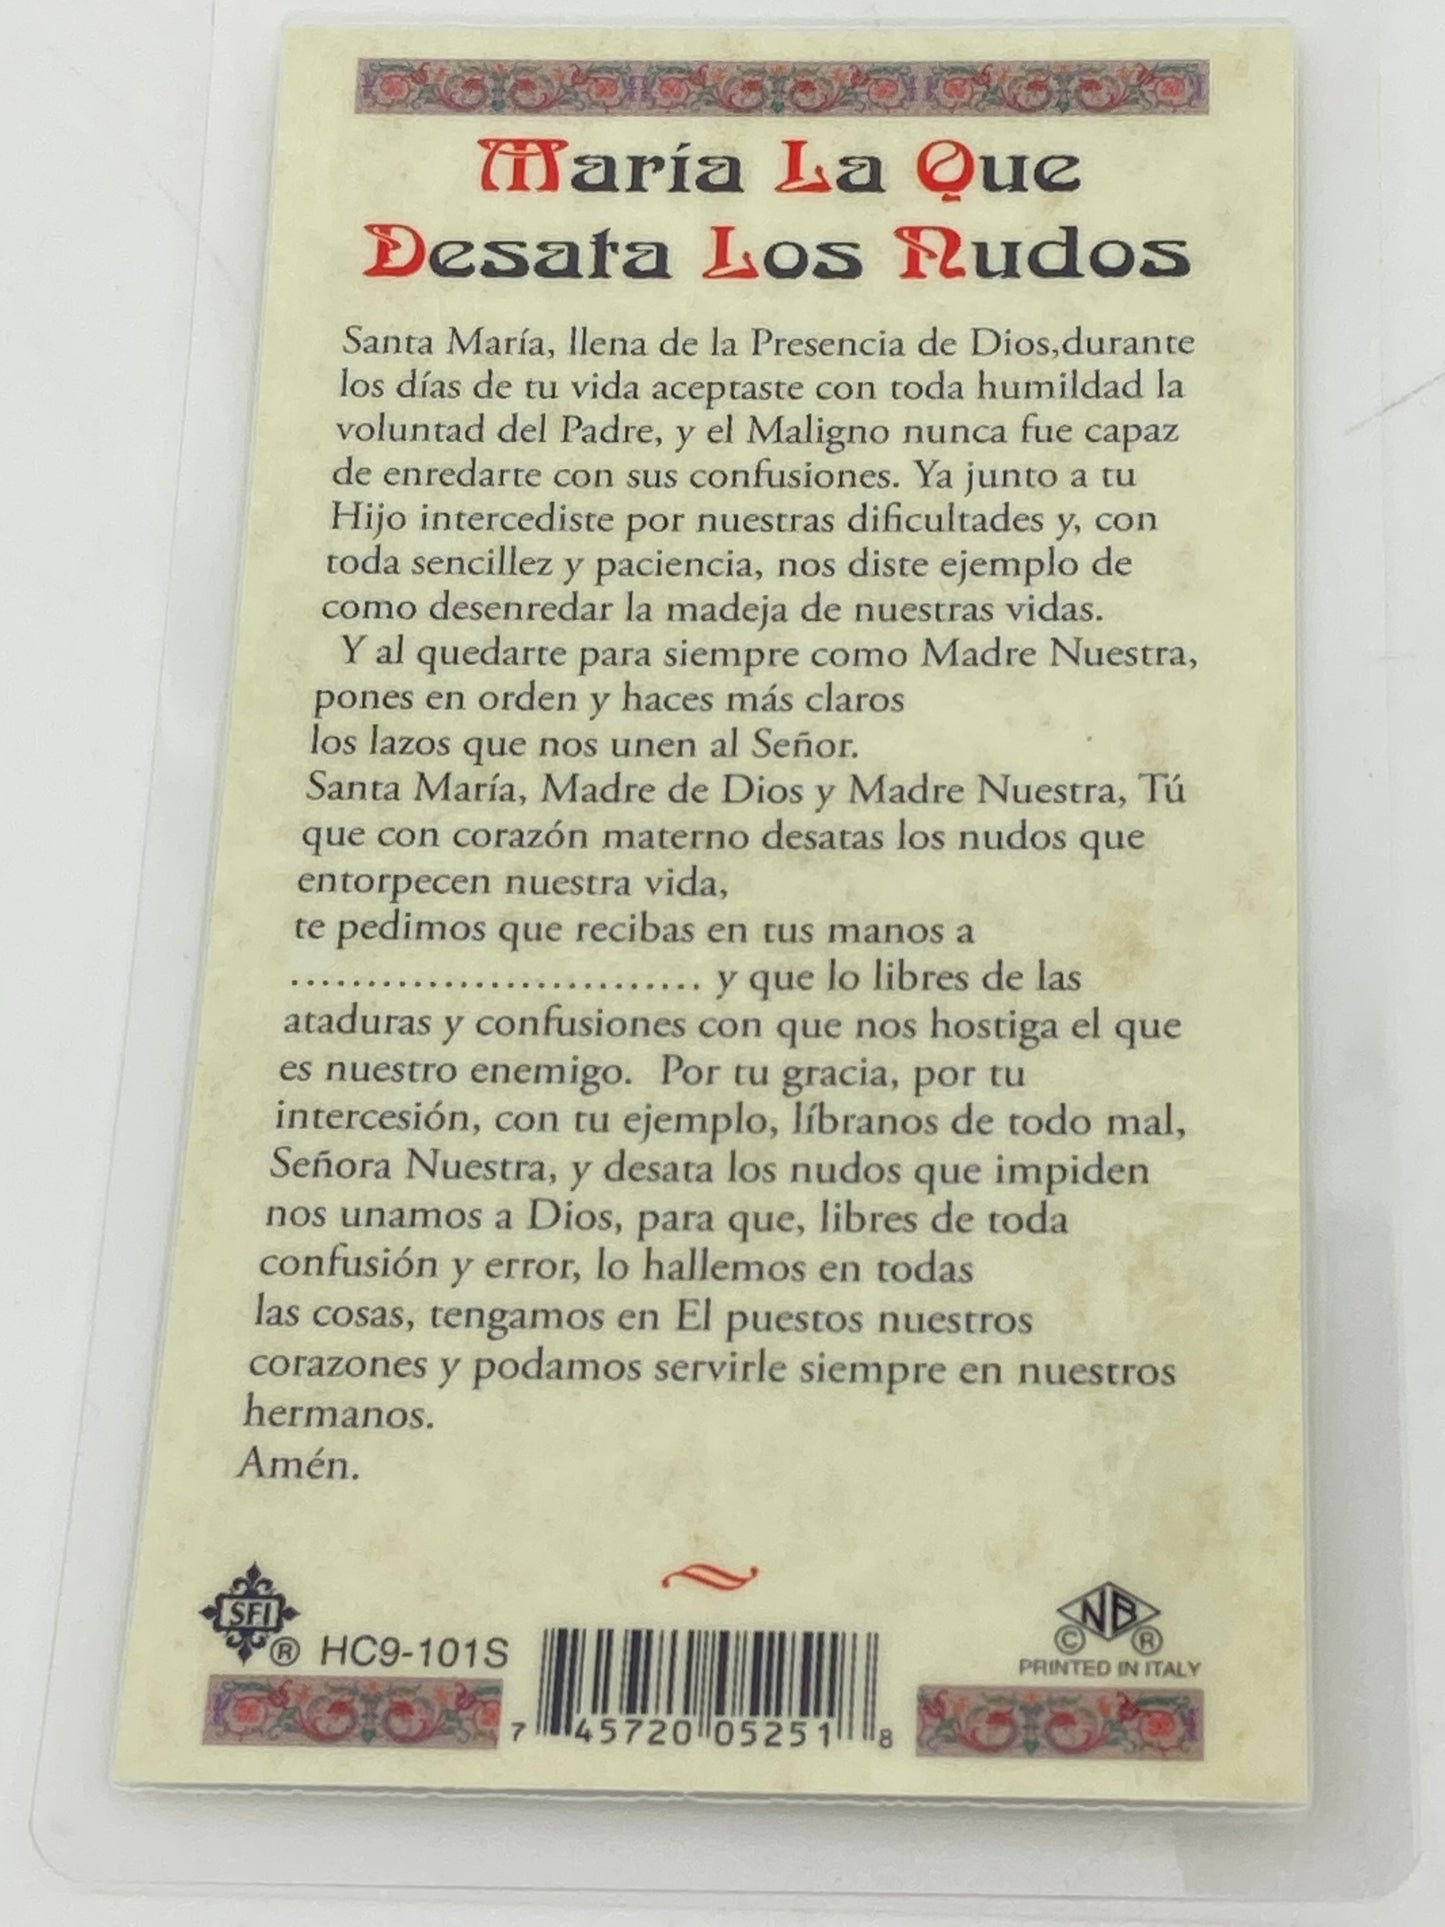 María La Que
Desata Los Nudos
Santa María, llena de la Presencia de Dios,durante
los días de tu vida aceptaste con toda humildad la
voluntad del Padre, y el Maligno nunca fue capaz
de enredarte con sus confusiones. Ya junto a tu
Hijo intercediste por nuestras dificultades y, con
toda sencillez y paciencia, nos diste ejemplo de
como desenredar la madeja de nuestras vidas.
Y al quedarte para siempre como Madre Nuestra,
pones en orden y haces más claros
los lazos que nos unen al Señor.
Santa María, Madre de Dios y Madre Nuestra, Tú
que con corazón materno desatas los nudos que
entorpecen nuestra vida,
te pedimos que recibas en tus manos a
........................... y que lo libres de las
ataduras y confusiones con que nos hostiga el que
es nuestro enemigo. Por tu gracia, por tu
intercesión, con tu ejemplo, líbranos de todo mal,
Señora Nuestra, y desata los nudos que impiden
nos unamos a Dios, para que, libres de toda
confusión y error, lo hallemos en todas
las cosas, tengamos en El puestos nuestros
corazones y podamos servirle siempre en nuestros
hermanos.
Amén.
SFI ® HC9-101S
7 45720 05251 8
NB
© ®
PRINTED IN ITALY